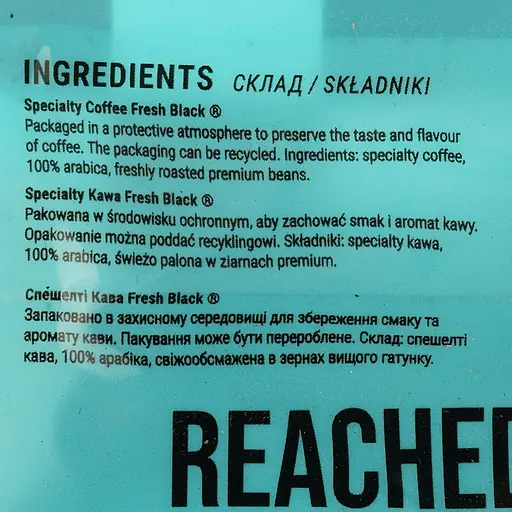 INGREDIENTS СКЛАД / SKŁADNIKI
Specialty Coffee Fresh Black ®
Packaged in a protective atmosphere to preserve the taste and flavour
of coffee. The packaging can be recycled. Ingredients: specialty coffee,
100% arabica, freshly roasted premium beans.
Specialty Kawa Fresh Black ®
Pakowana w środowisku ochronnym, aby zachować smak i aromat kawy.
Opakowanie można poddać recyklingowi. Składniki: specialty kawa,
100% arabica, świeżo palona w ziarnach premium.
Спешелті Кава Fresh Black ®
Запаковано в захисному середовищі для збереження смаку та
аромату кави. Пакування може бути перероблене. Склад: спешелті
кава, 100% арабіка, свіжообсмажена в зернах вищого гатунку.
REACHED